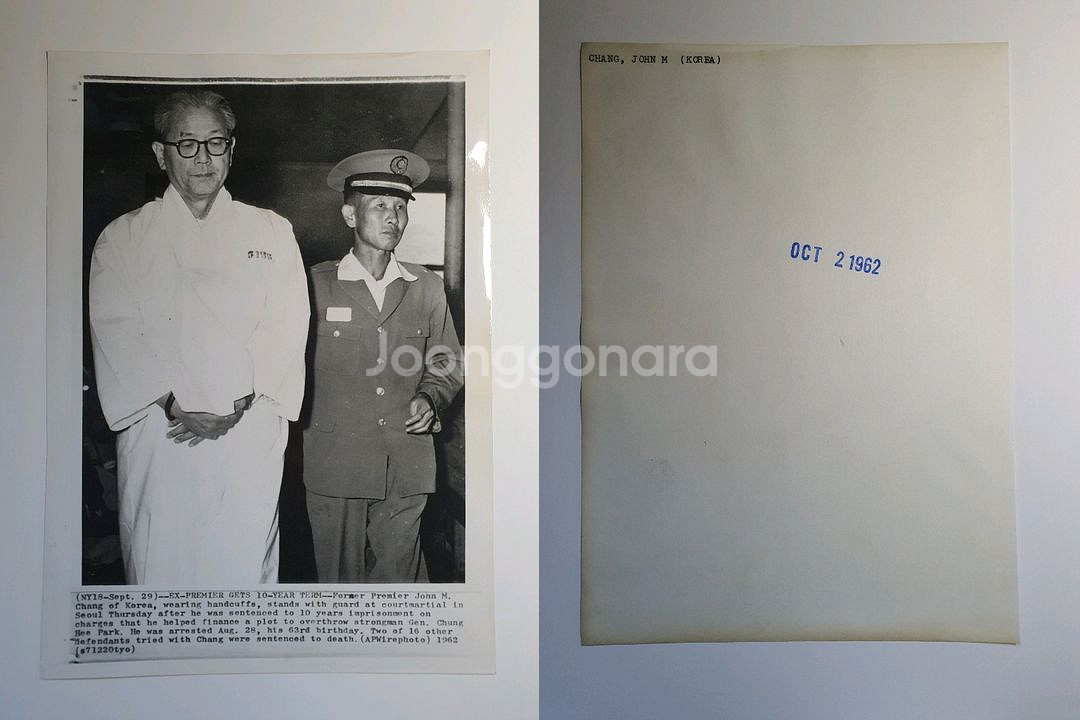 (NY18-Sept. 29)--EX-PREMIER GETS 10-YEAR TERM--Former Premier John M.
Chang of Korea, wearing handcuffs, stands with guard at courtmartial in
Seoul Thursday after he was sentenced to 10 years imprisonment on
charges that he helped finance a plot to overthrow strongman Gen. Chung
Hee Park. He was arrested Aug. 28, his 63rd birthday. Two of 16 other
defendants tried with Chang were sentenced to death.(APWirephoto) 1962
(s71220tyo)
CHANG, JOHN M (KOREA)
OCT 2 1962
Joonggonara